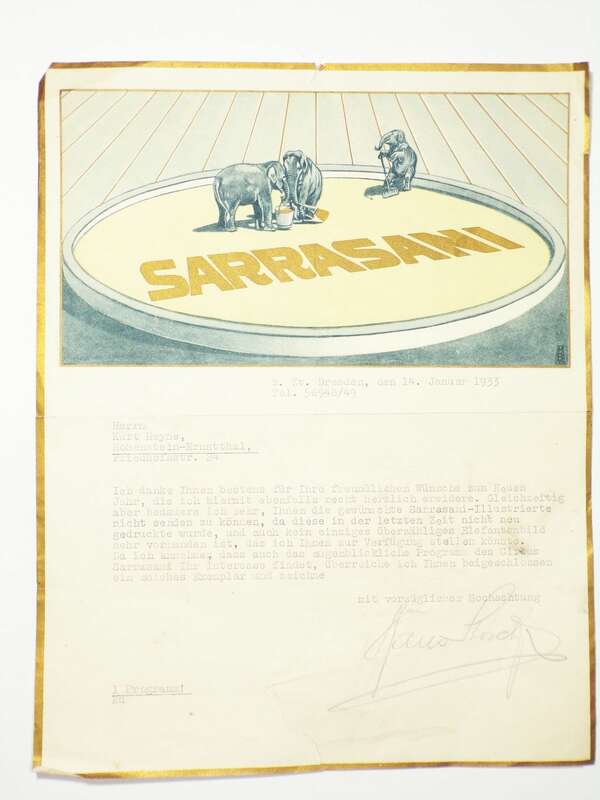 SARRASANI
z. Zt. Dresden, den 14. Januar 1933
Tel. 56948/49
Herrn
Kurt Heyne,
Hohenstein-Ernstthal,
Friedhofsstr. 24
Ich danke Ihnen bestens für Ihre freundlichen Wünsche zum Neuen
Jahr, die ich hiermit ebenfalls recht herzlich erwidere. Gleichzeitig
aber bedauere ich sehr, Ihnen die gewünschte Sarrasani-Illustrierte
nicht senden zu können, da diese in der letzten Zeit nicht neu
gedruckt wurde, und auch kein einziges überzähliges Elefantenbild
mehr vorhanden ist, das ich Ihnen zur Verfügung stellen könnte.
Da ich annehme, dass auch das augenblickliche Programm des Circus
Sarrasani Ihr Interesse findet, überreiche ich Ihnen beigeschlossen
ein solches Exemplar und zeichne
mit vorzüglicher Hochachtung
1 Programm!